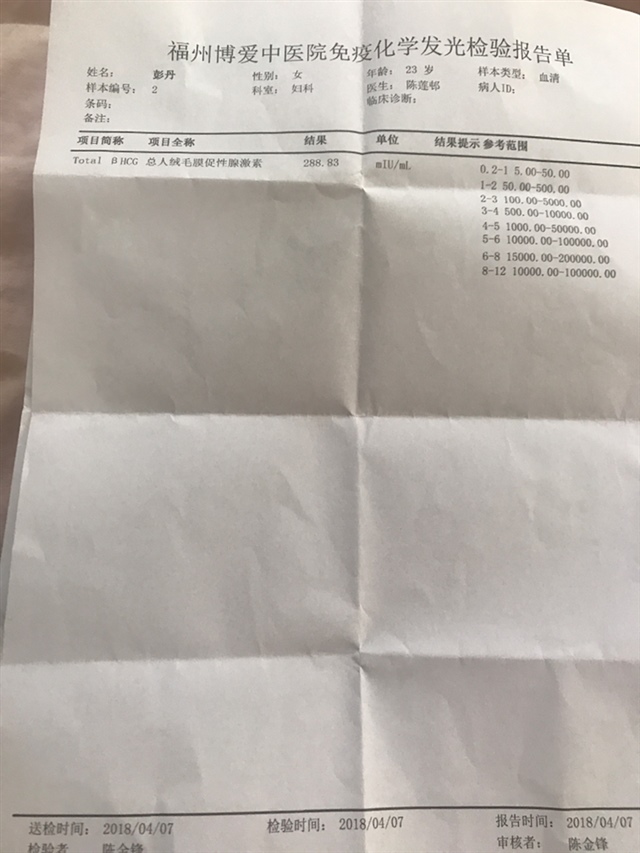 福州博爱中医院免疫化学发光检验报告单
姓名： 彭丹 性别： 女 年龄： 23 岁 样本类型： 血清
样本编号： 2 科室： 妇科 医生： 陈莲邨 病人ID：
条码： 临床诊断：
备注：
项目简称 项目全称 结果 单位 结果提示 参考范围
Total βHCG 总人绒毛膜促性腺激素 288.83 mIU/mL 0.2-1 5.00-50.00
1-2 50.00-500.00
2-3 100.00-5000.00
3-4 500.00-10000.00
4-5 1000.00-50000.00
5-6 10000.00-100000.00
6-8 15000.00-200000.00
8-12 10000.00-100000.00
送检时间： 2018/04/07 检验时间： 2018/04/07 报告时间： 2018/04/07
检验者 陈金锋 审核者： 陈金锋